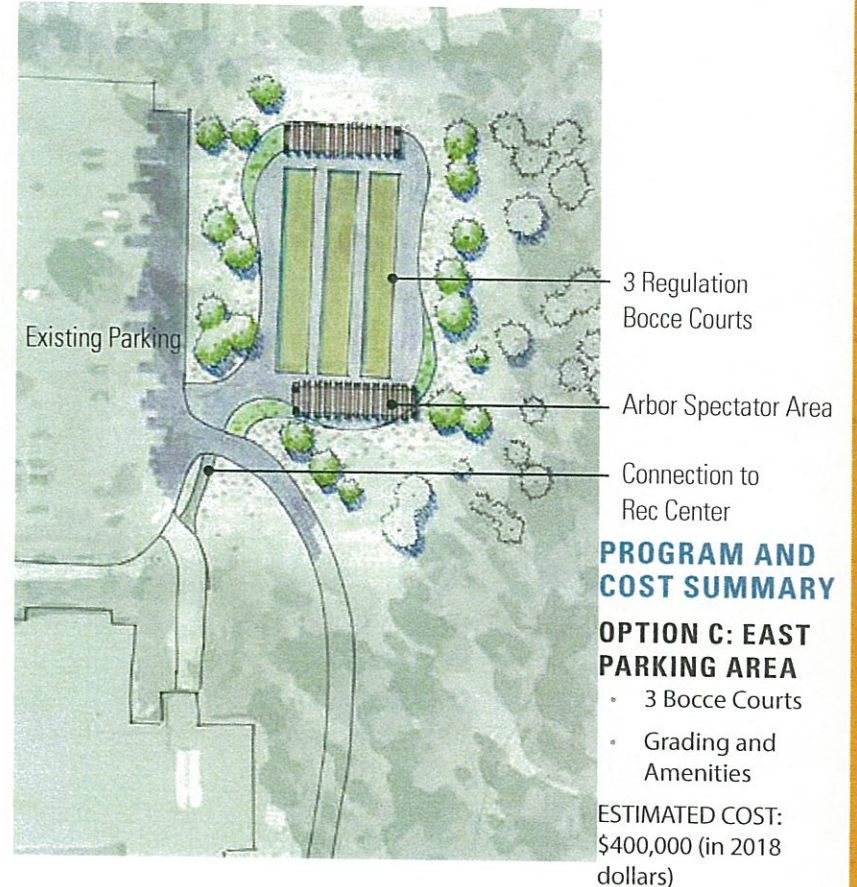 Existing Parking
3 Regulation
Bocce Courts
Arbor Spectator Area
Connection to
Rec Center
PROGRAM AND
COST SUMMARY
OPTION C: EAST
PARKING AREA
• 3 Bocce Courts
• Grading and
Amenities
ESTIMATED COST:
$400,000 (in 2018
dollars)